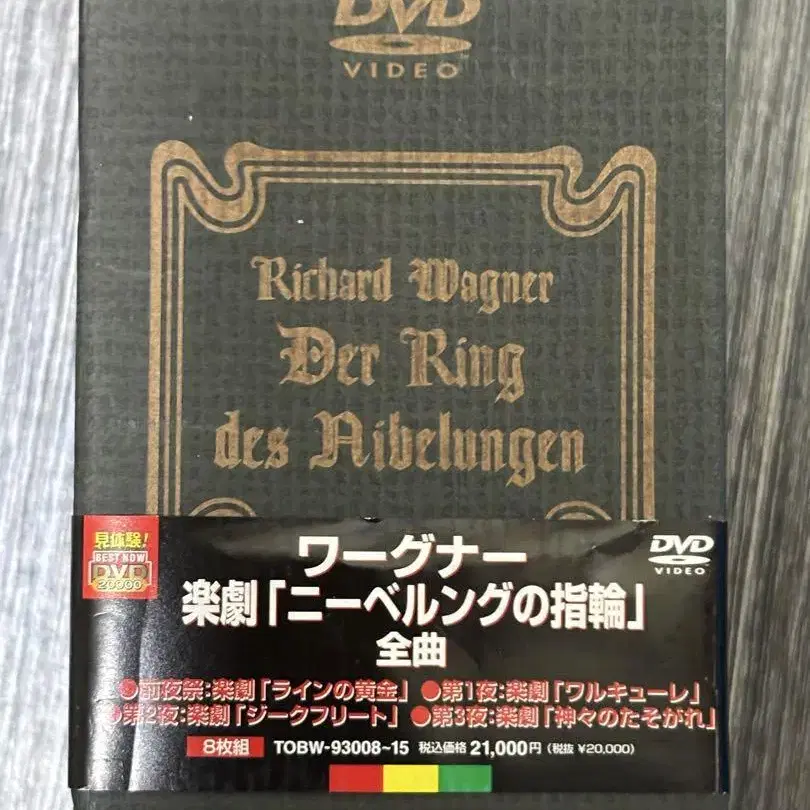 DVD
VIDEO
Richard Wagner
Der Ring
des Nibelungen
見体験!
BEST NOW
DVD
20000
ワーグナー
楽劇「ニーベルングの指輪」
全曲
DVD
VIDEO
●前夜祭:楽劇「ラインの黄金」 ●第1夜:楽劇「ワルキューレ」
●第2夜:楽劇「ジークフリート」 ●第3夜:楽劇「神々のたそがれ」
8枚組 TOBW-93008~15 税込価格 21,000円 (税抜 ¥20,000)